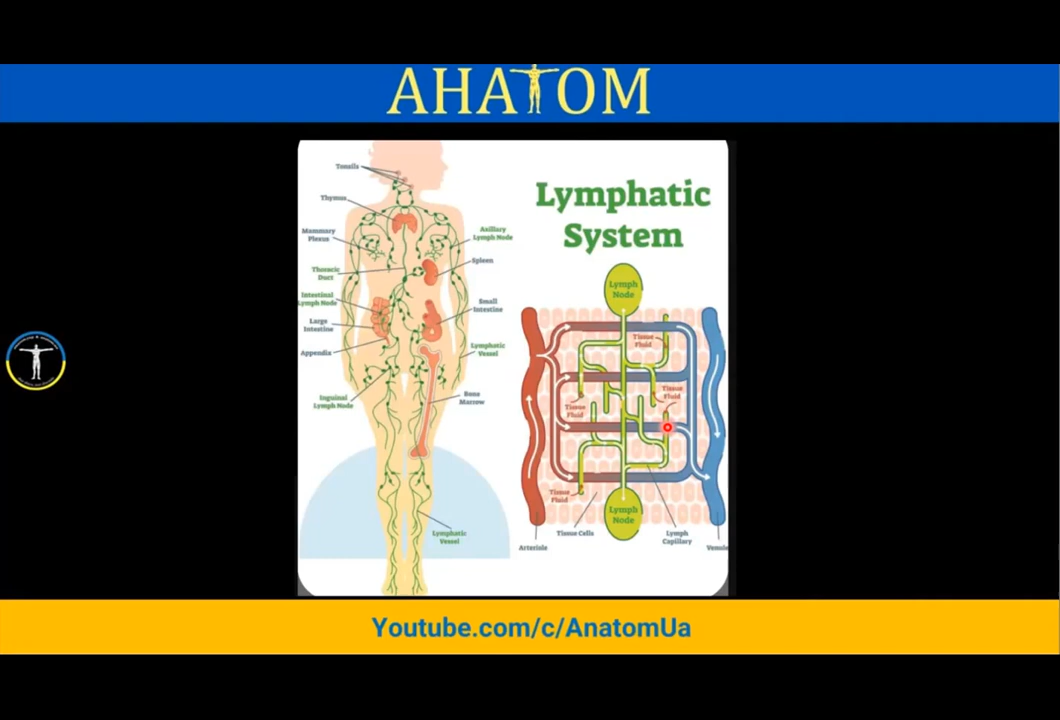 АНАТОМ
Lymphatic
System
Tonsils
Thymus
Mammary
Plexus
Thoracic
Duct
Intestinal
Lymph Node
Large
Intestine
Appendix
Inguinal
Lymph Node
Axillary
Lymph Node
Spleen
Small
Intestine
Lymphatic
Vessel
Bone
Marrow
Lymphatic
Vessel
Lymph
Node
Tissue
Fluid
Tissue
Fluid
Tissue
Fluid
Tissue
Fluid
Lymph
Node
Tissue Cells
Lymph
Capillary
Arteriole
Venule
Youtube.com/c/AnatomUa